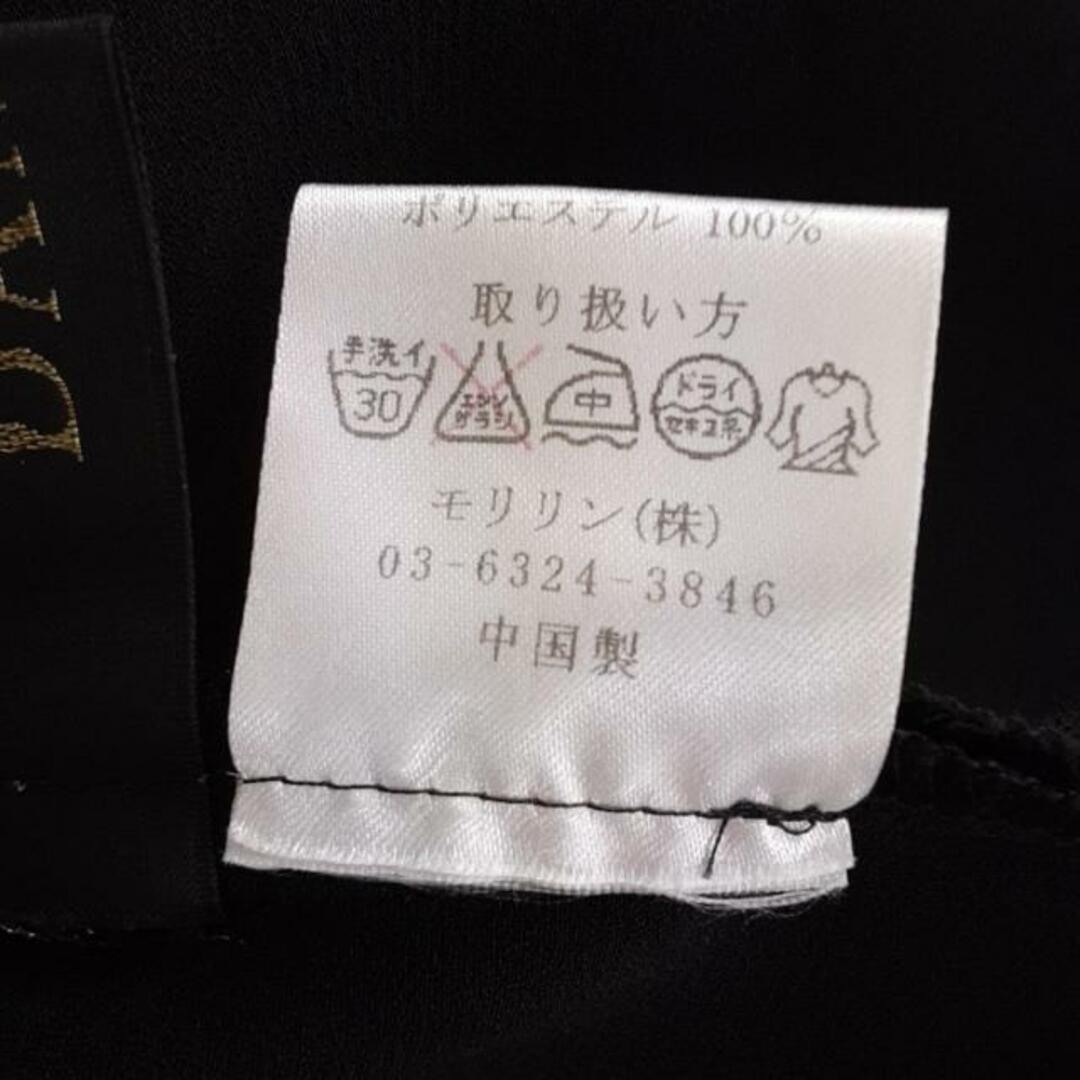 ポリエステル 100%
取り扱い方
手洗イ
30
エンソ
サラシ
中
ドライ
セキユ系
モリリン(株)
03-6324-3846
中国製